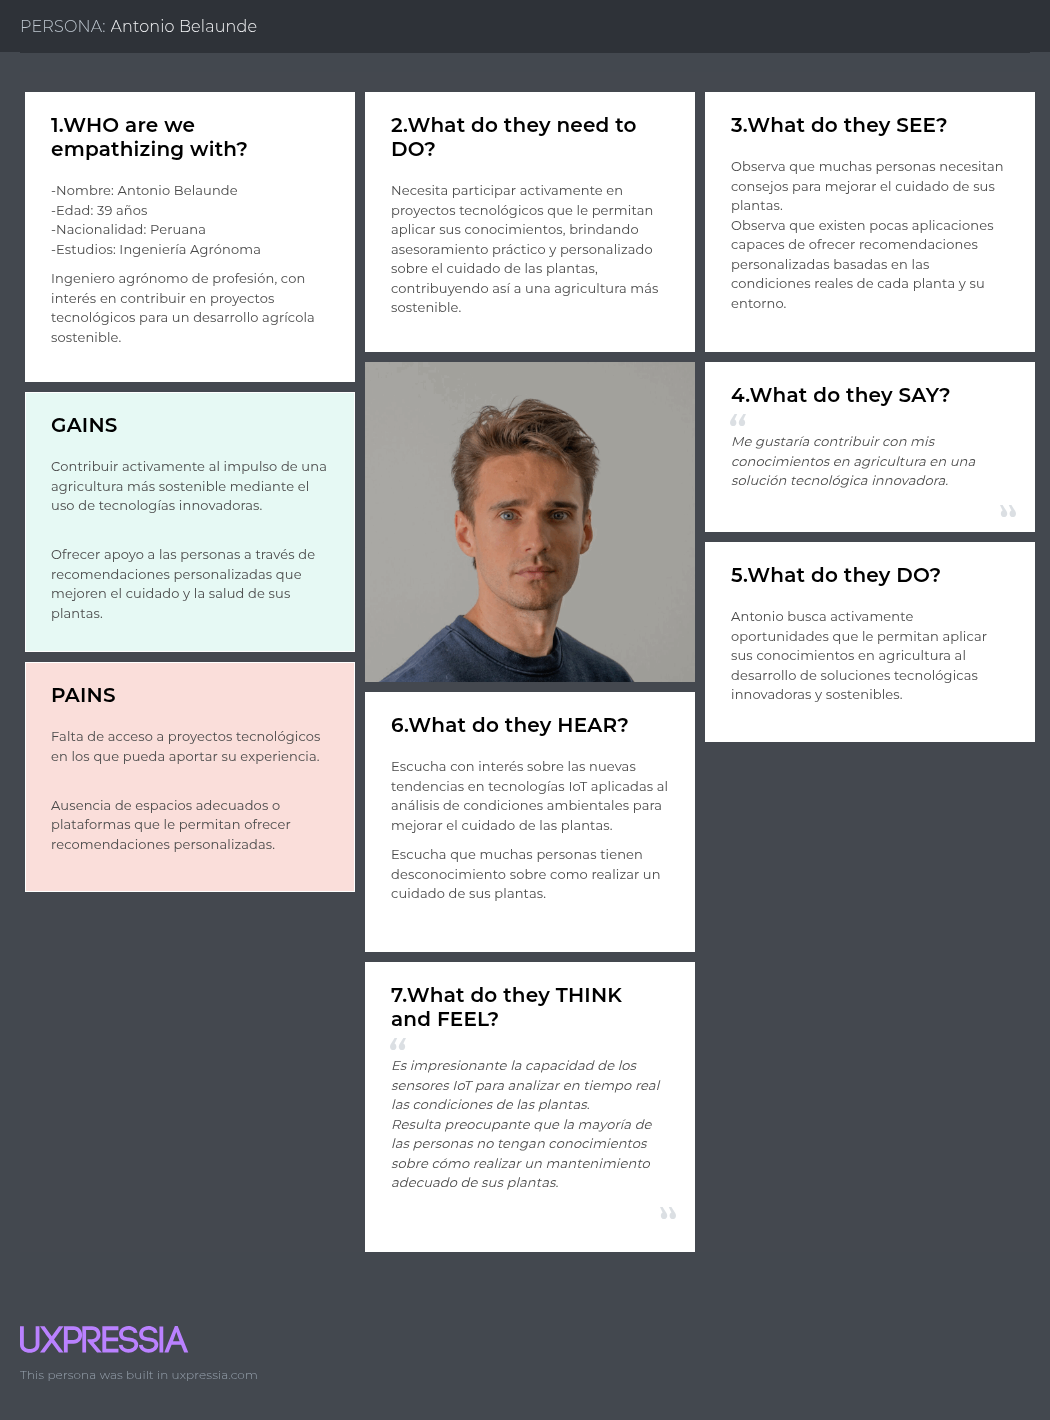 PERSONA: Antonio Belaunde
1.WHO are we
empathizing with?
-Nombre: Antonio Belaunde
-Edad: 39 años
-Nacionalidad: Peruana
-Estudios: Ingeniería Agrónoma
Ingeniero agrónomo de profesión, con
interés en contribuir en proyectos
tecnológicos para un desarrollo agrícola
sostenible.
GAINS
Contribuir activamente al impulso de una
agricultura más sostenible mediante el
uso de tecnologías innovadoras.
Ofrecer apoyo a las personas a través de
recomendaciones personalizadas que
mejoren el cuidado y la salud de sus
plantas.
PAINS
Falta de acceso a proyectos tecnológicos
en los que pueda aportar su experiencia.
Ausencia de espacios adecuados o
plataformas que le permitan ofrecer
recomendaciones personalizadas.
2.What do they need to
DO?
Necesita participar activamente en
proyectos tecnológicos que le permitan
aplicar sus conocimientos, brindando
asesoramiento práctico y personalizado
sobre el cuidado de las plantas,
contribuyendo así a una agricultura más
sostenible.
6.What do they HEAR?
Escucha con interés sobre las nuevas
tendencias en tecnologías IoT aplicadas al
análisis de condiciones ambientales para
mejorar el cuidado de las plantas.
Escucha que muchas personas tienen
desconocimiento sobre como realizar un
cuidado de sus plantas.
7.What do they THINK
and FEEL?
“
Es impresionante la capacidad de los
sensores IoT para analizar en tiempo real
las condiciones de las plantas.
Resulta preocupante que la mayoría de
las personas no tengan conocimientos
sobre cómo realizar un mantenimiento
adecuado de sus plantas.
”
3.What do they SEE?
Observa que muchas personas necesitan
consejos para mejorar el cuidado de sus
plantas.
Observa que existen pocas aplicaciones
capaces de ofrecer recomendaciones
personalizadas basadas en las
condiciones reales de cada planta y su
entorno.
4.What do they SAY?
“
Me gustaría contribuir con mis
conocimientos en agricultura en una
solución tecnológica innovadora.
”
5.What do they DO?
Antonio busca activamente
oportunidades que le permitan aplicar
sus conocimientos en agricultura al
desarrollo de soluciones tecnológicas
innovadoras y sostenibles.
UXPRESSIA
This persona was built in uxpressia.com